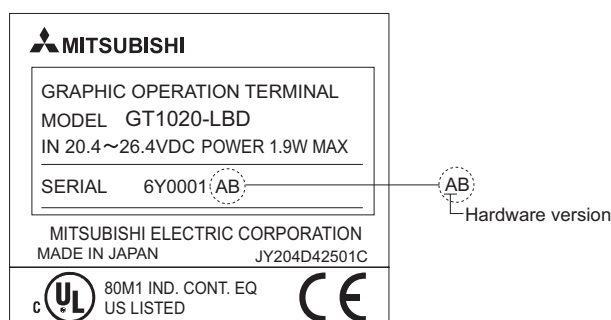 MITSUBISHI
GRAPHIC OPERATION TERMINAL
MODEL GT1020-LBD
IN 20.4～26.4VDC POWER 1.9W MAX
SERIAL 6Y0001 AB
AB
Hardware version
MITSUBISHI ELECTRIC CORPORATION
MADE IN JAPAN JY204D42501C
C UL 80M1 IND. CONT. EQ
US LISTED
CE